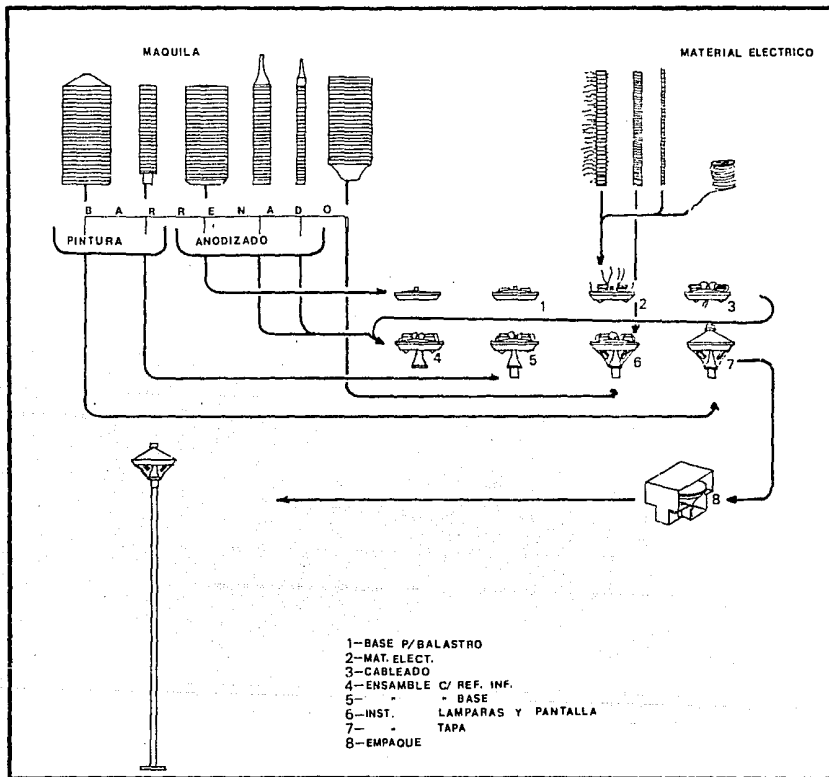 MAQUILA
MATERIAL ELECTRICO
BARRENADO
PINTURA
ANODIZADO
1
2
3
4
5
6
7
8
1-BASE P/BALASTRO
2-MAT. ELECT.
3-CABLEADO
4-ENSAMBLE C/ REF. INF.
5- " " BASE
6-INST. LAMPARAS Y PANTALLA
7- " TAPA
8-EMPAQUE